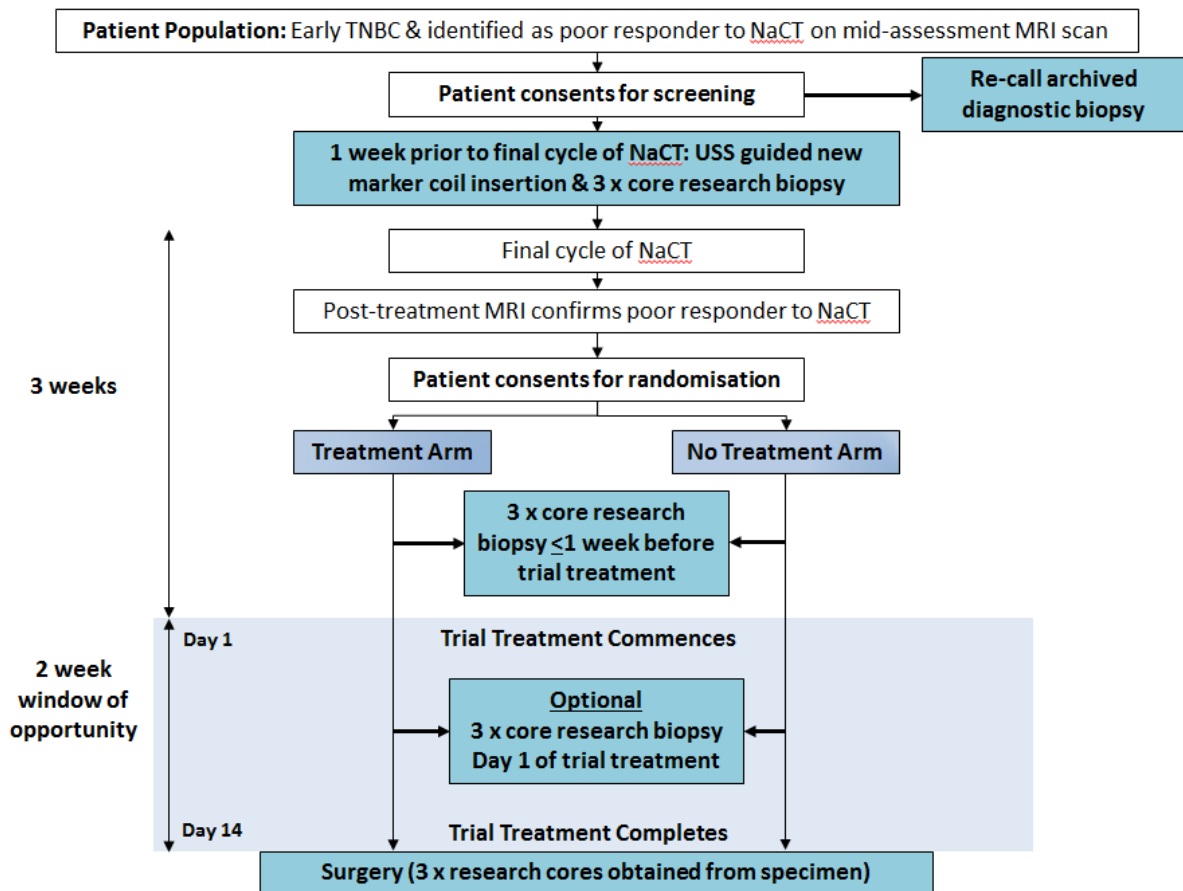 Patient Population: Early TNBC & identified as poor responder to NaCT on mid-assessment MRI scan
Patient consents for screening
Re-call archived
diagnostic biopsy
1 week prior to final cycle of NaCT: USS guided new
marker coil insertion & 3 x core research biopsy
Final cycle of NaCT
Post-treatment MRI confirms poor responder to NaCT
3 weeks
Patient consents for randomisation
Treatment Arm
No Treatment Arm
3 x core research
biopsy <1 week before
trial treatment
Day 1
Trial Treatment Commences
2 week
window of
opportunity
Optional
3 x core research biopsy
Day 1 of trial treatment
Day 14
Trial Treatment Completes
Surgery (3 x research cores obtained from specimen)